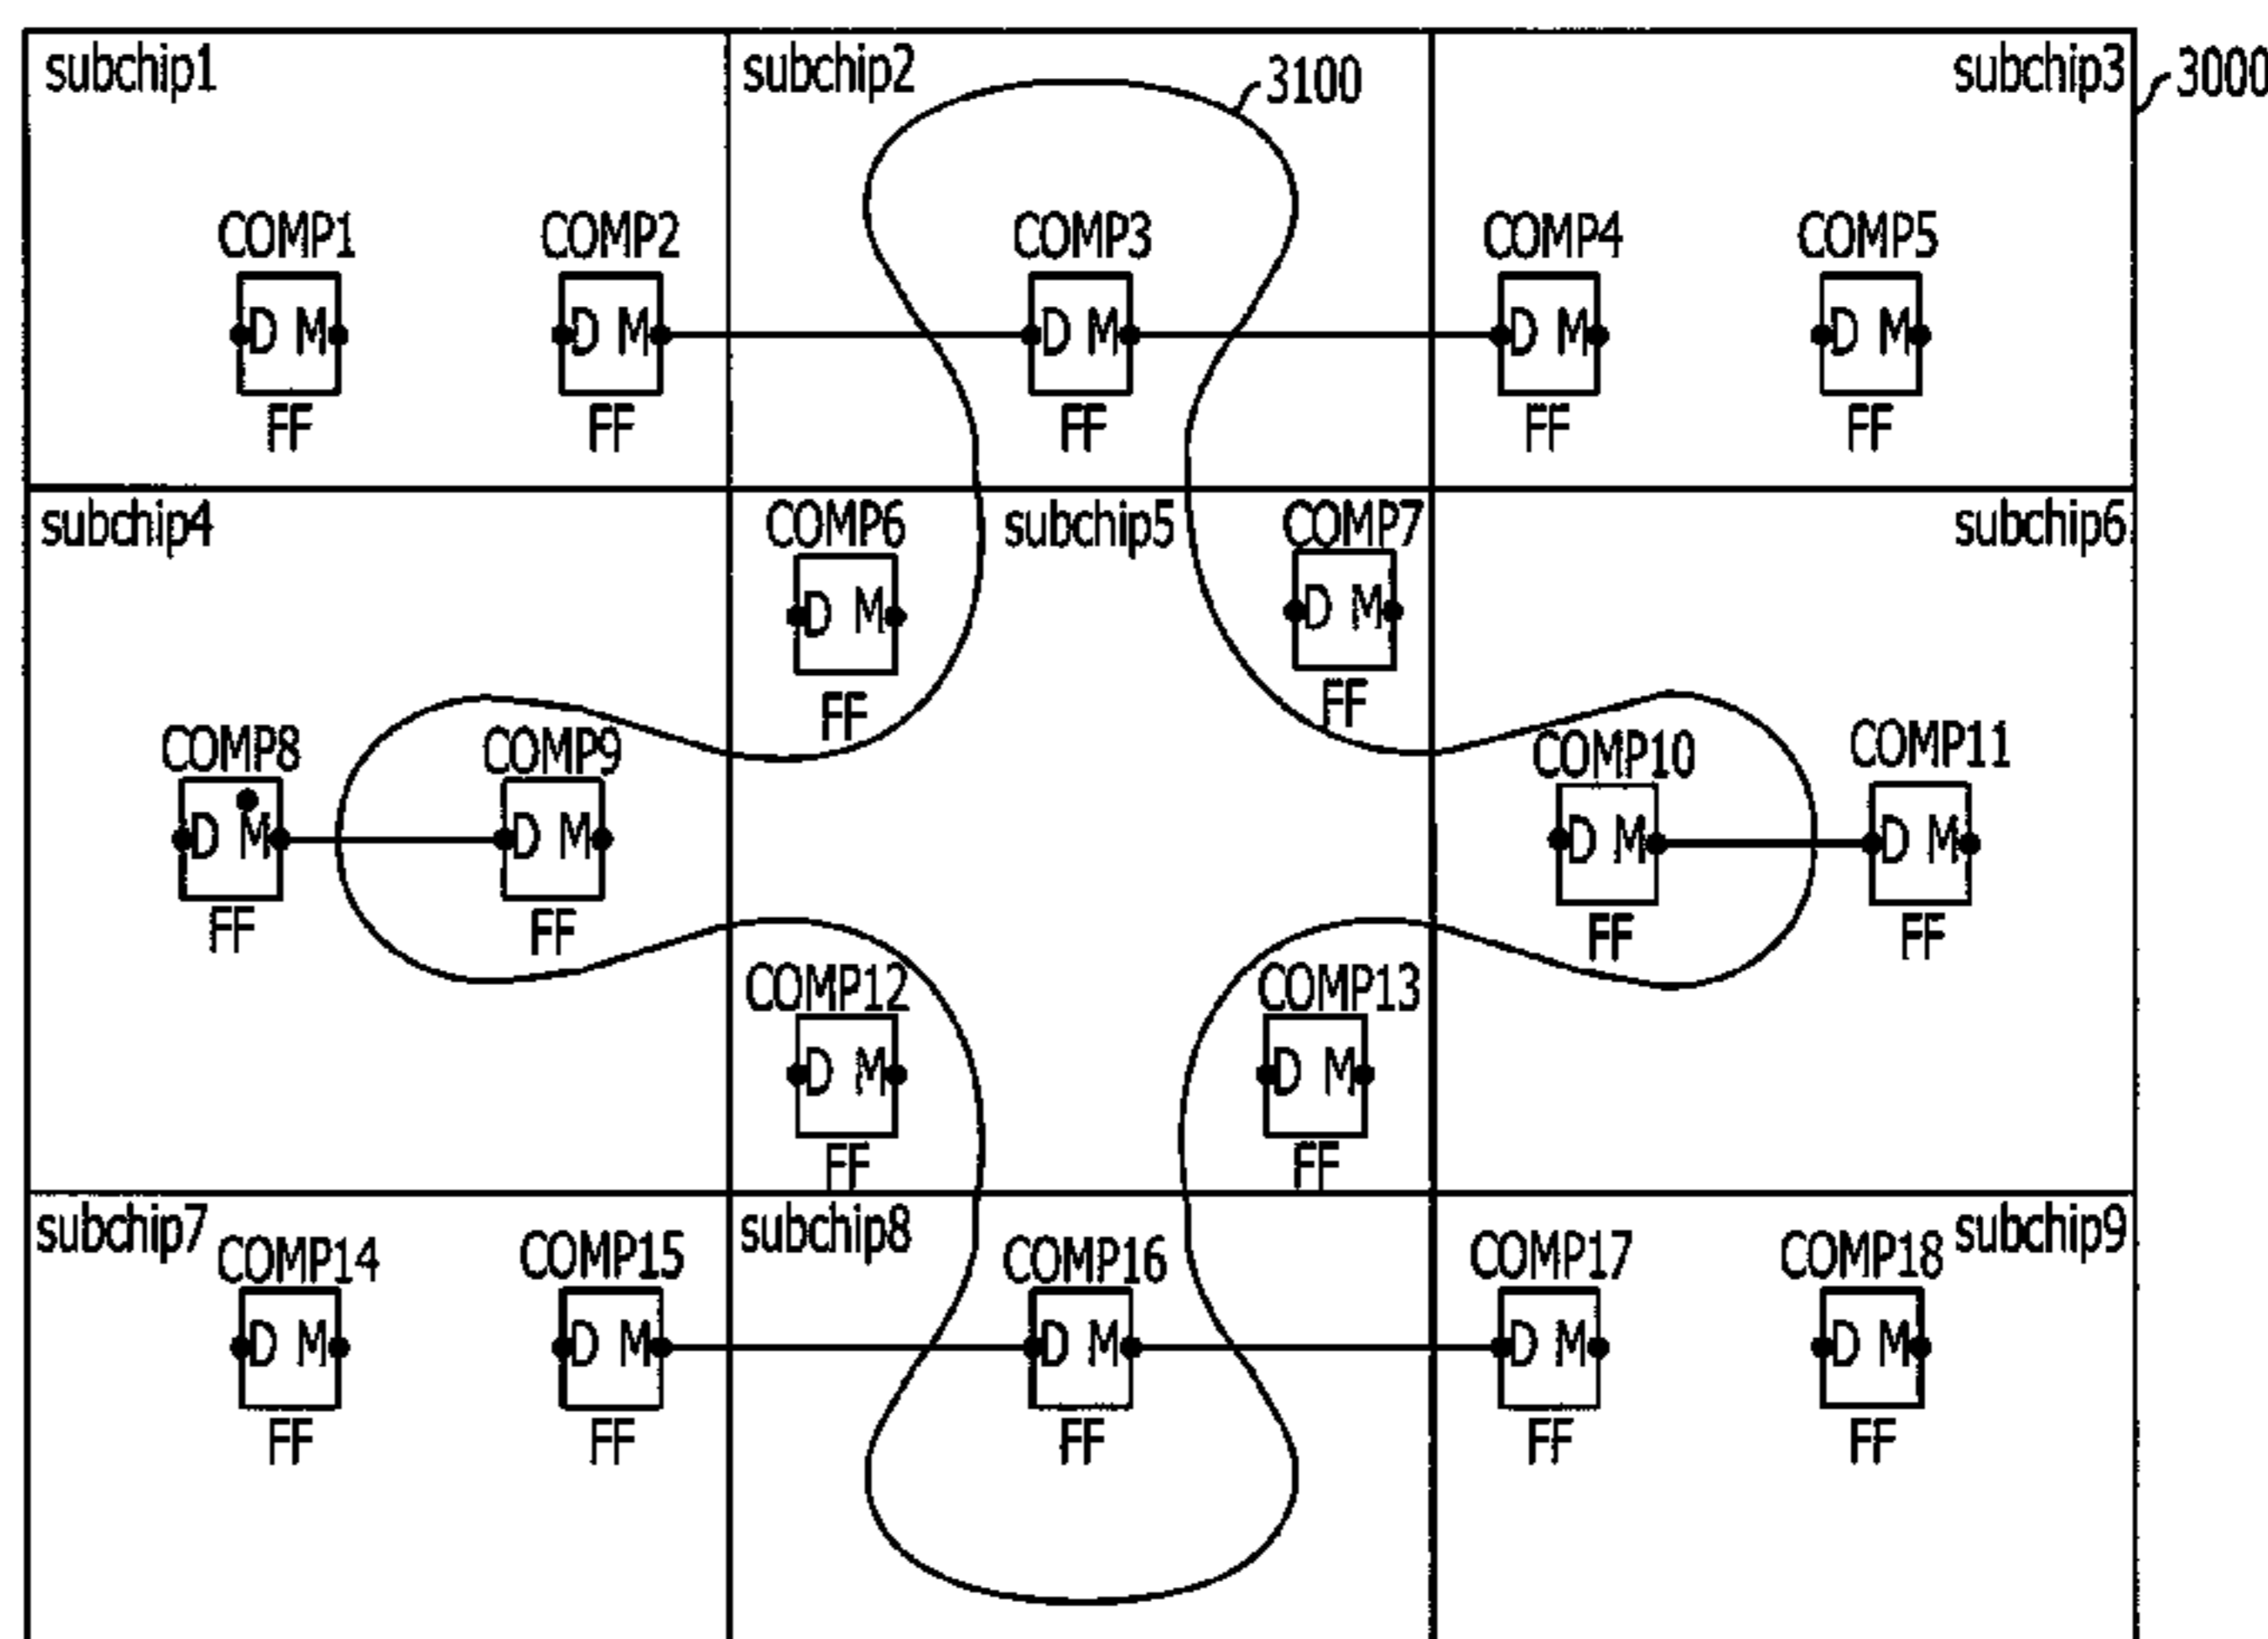 subchip1 subchip2 3100 subchip3 3000
COMP1 COMP2 COMP3 COMP4 COMP5
D M D M D M D M D M
FF FF FF FF FF
subchip4 COMP6 subchip5 COMP7 subchip6
D M D M
FF FF
COMP8 COMP9 COMP10 COMP11
D M D M D M D M
FF FF FF FF
COMP12 COMP13
D M D M
FF FF
subchip7 COMP14 COMP15 subchip8 COMP16 COMP17 COMP18 subchip9
D M D M D M D M D M
FF FF FF FF FF